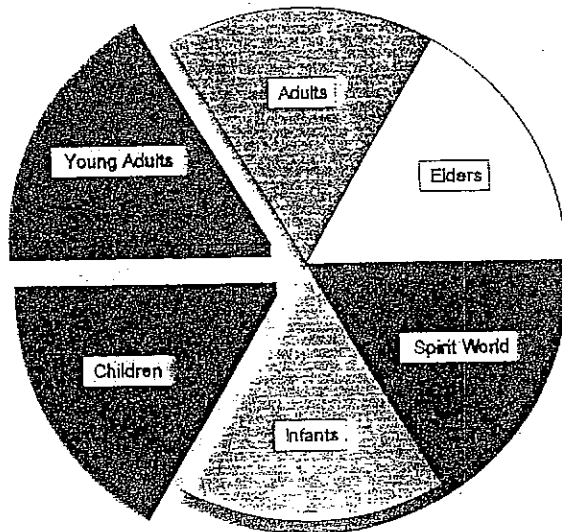 Adults
Young Adults
Elders
Children
Spirit World
Infants